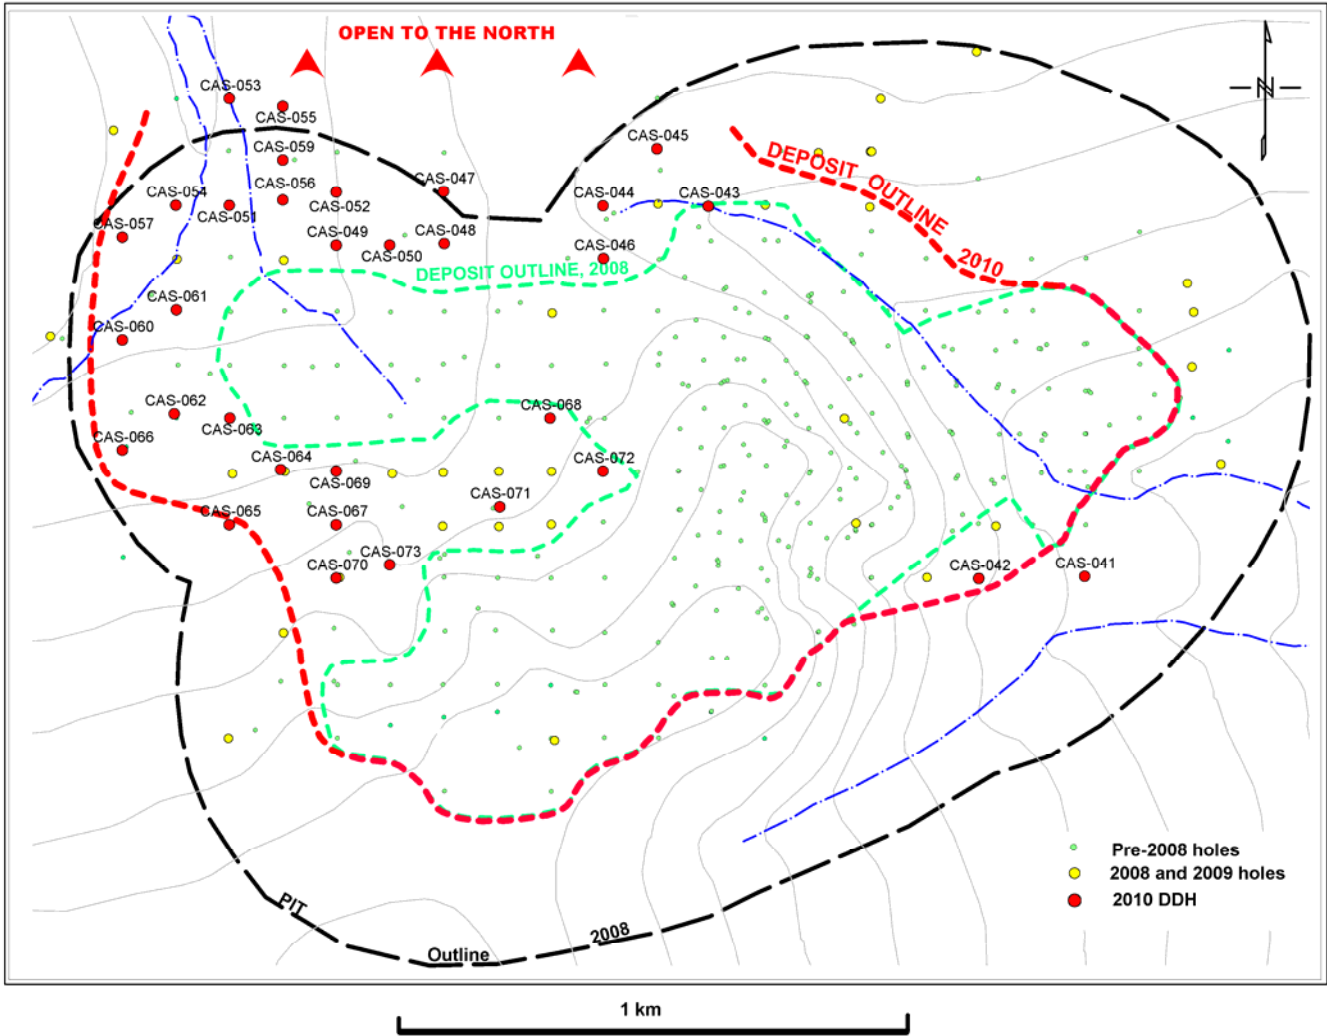 OPEN TO THE NORTH
CAS-053
CAS-055
N
CAS-045
CAS-059
DEPOSIT OUTLINE 2010
CAS-047
CAS-054
CAS-056
CAS-044
CAS-043
CAS-051
CAS-052
CAS-057
CAS-049
CAS-048
CAS-050
CAS-046
DEPOSIT OUTLINE, 2008
CAS-061
CAS-060
CAS-062
CAS-068
CAS-063
CAS-066
CAS-064
CAS-072
CAS-069
CAS-071
CAS-065
CAS-067
CAS-073
CAS-070
CAS-042
CAS-041
Pre-2008 holes
2008 and 2009 holes
2010 DDH
PIT
Outline
2008
1 km